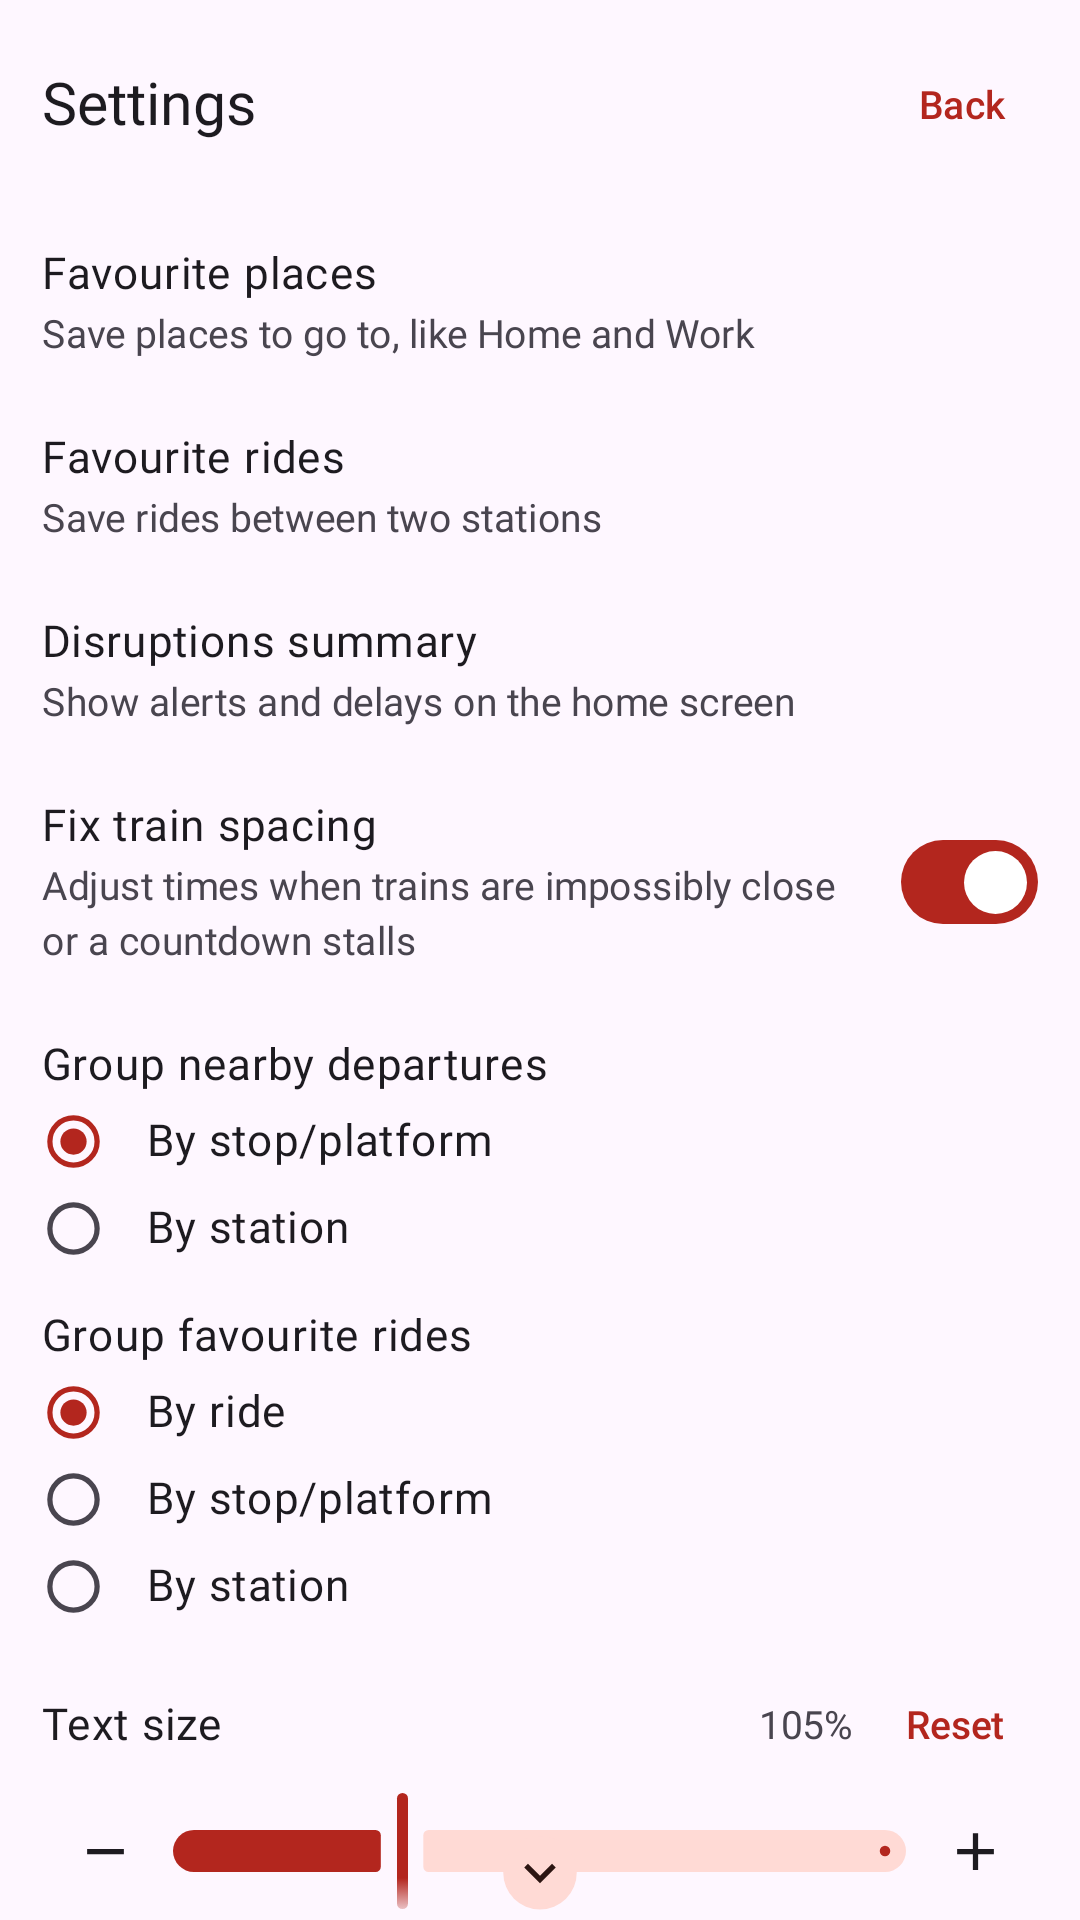 Settings
Back
Favourite places
Save places to go to, like Home and Work
Favourite rides
Save rides between two stations
Disruptions summary
Show alerts and delays on the home screen
Fix train spacing
Adjust times when trains are impossibly close
or a countdown stalls
Group nearby departures
By stop/platform
By station
Group favourite rides
By ride
By stop/platform
By station
Text size
105%
Reset